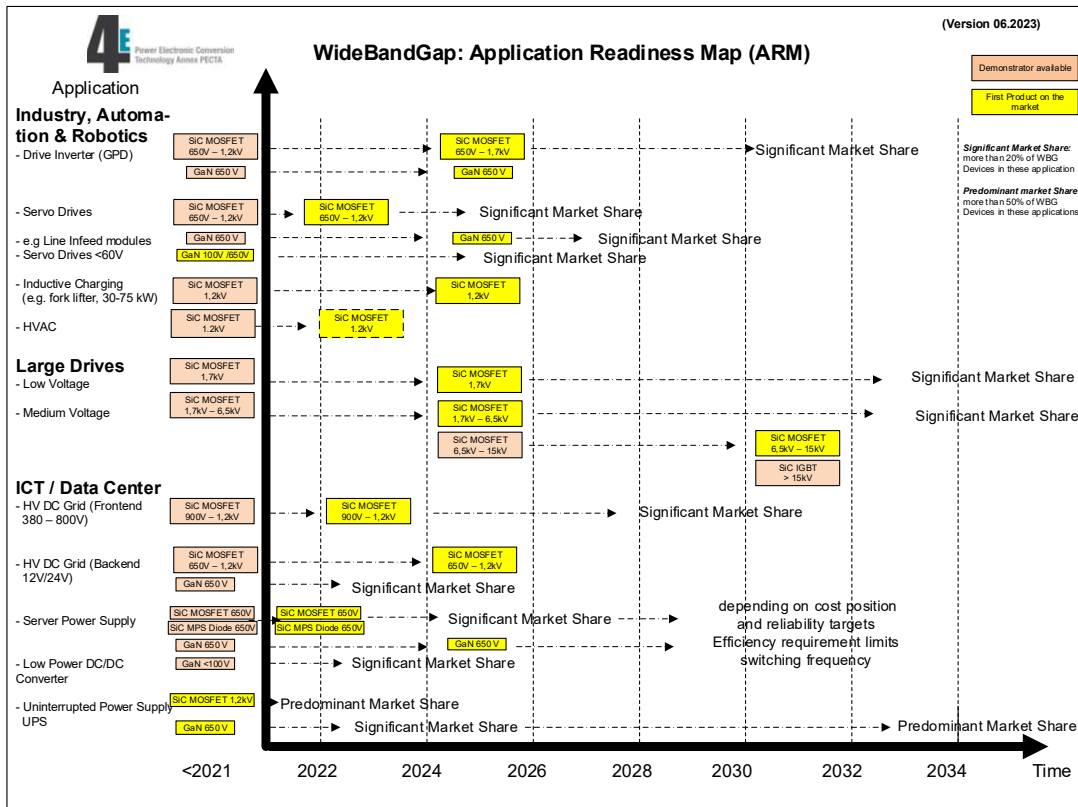 (Version 06.2023)
4E
Power Electronic Conversion
Technology Annex PECTA
WideBandGap: Application Readiness Map (ARM)
Demonstrator available
First Product on the
market
Significant Market Share:
more than 20% of WBG
Devices in these application
Predominant market Share
more than 50% of WBG
Devices in these applications
Application
Industry, Automa-
tion & Robotics
- Drive Inverter (GPD)
SiC MOSFET
650V – 1,2kV
SiC MOSFET
650V – 1,7kV
Significant Market Share
GaN 650 V
GaN 650 V
- Servo Drives
SiC MOSFET
650V – 1,2kV
SiC MOSFET
650V – 1,2kV
Significant Market Share
- e.g Line Infeed modules
GaN 650 V
GaN 650 V
Significant Market Share
- Servo Drives <60V
GaN 100V /650V
Significant Market Share
- Inductive Charging
(e.g. fork lifter, 30-75 kW)
SiC MOSFET
1,2kV
SiC MOSFET
1,2kV
- HVAC
SiC MOSFET
1.2kV
SiC MOSFET
1.2kV
Large Drives
- Low Voltage
SiC MOSFET
1,7kV
SiC MOSFET
1,7kV
Significant Market Share
- Medium Voltage
SiC MOSFET
1,7kV – 6,5kV
SiC MOSFET
1,7kV – 6,5kV
Significant Market Share
SiC MOSFET
6,5kV – 15kV
SiC MOSFET
6,5kV – 15kV
SiC IGBT
> 15kV
ICT / Data Center
- HV DC Grid (Frontend
380 – 800V)
SiC MOSFET
900V – 1,2kV
SiC MOSFET
900V – 1,2kV
Significant Market Share
- HV DC Grid (Backend
12V/24V)
SiC MOSFET
650V – 1,2kV
SiC MOSFET
650V – 1,2kV
GaN 650 V
Significant Market Share
- Server Power Supply
SiC MOSFET 650V
SiC MOSFET 650V
Significant Market Share
SiC MPS Diode 650V
SiC MPS Diode 650V
GaN 650 V
GaN 650 V
depending on cost position
and reliability targets
Efficiency requirement limits
switching frequency
- Low Power DC/DC
Converter
GaN <100V
Significant Market Share
- Uninterrupted Power Supply
UPS
SiC MOSFET 1,2kV
Predominant Market Share
GaN 650 V
Significant Market Share
Predominant Market Share
<2021
2022
2024
2026
2028
2030
2032
2034
Time